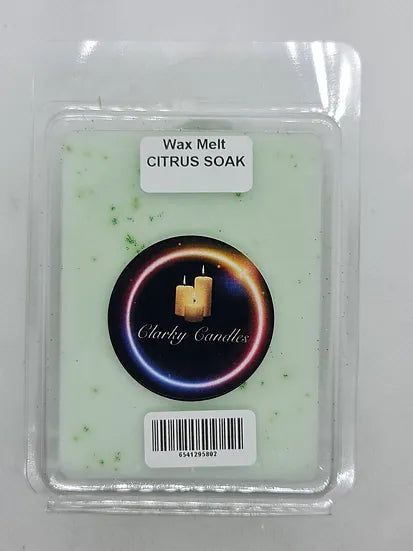 Wax Melt
CITRUS SOAK
Clarky Candles
6541295802